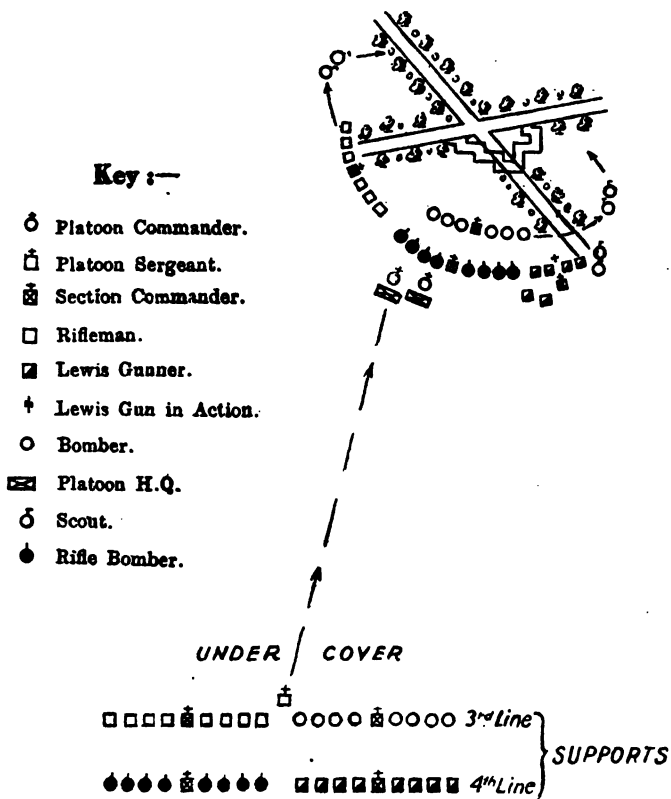 Key :—
Platoon Commander.
Platoon Sergeant.
Section Commander.
Rifleman.
Lewis Gunner.
Lewis Gun in Action.
Bomber.
Platoon H.Q.
Scout.
Rifle Bomber.
UNDER COVER
3rd Line
SUPPORTS
4th Line